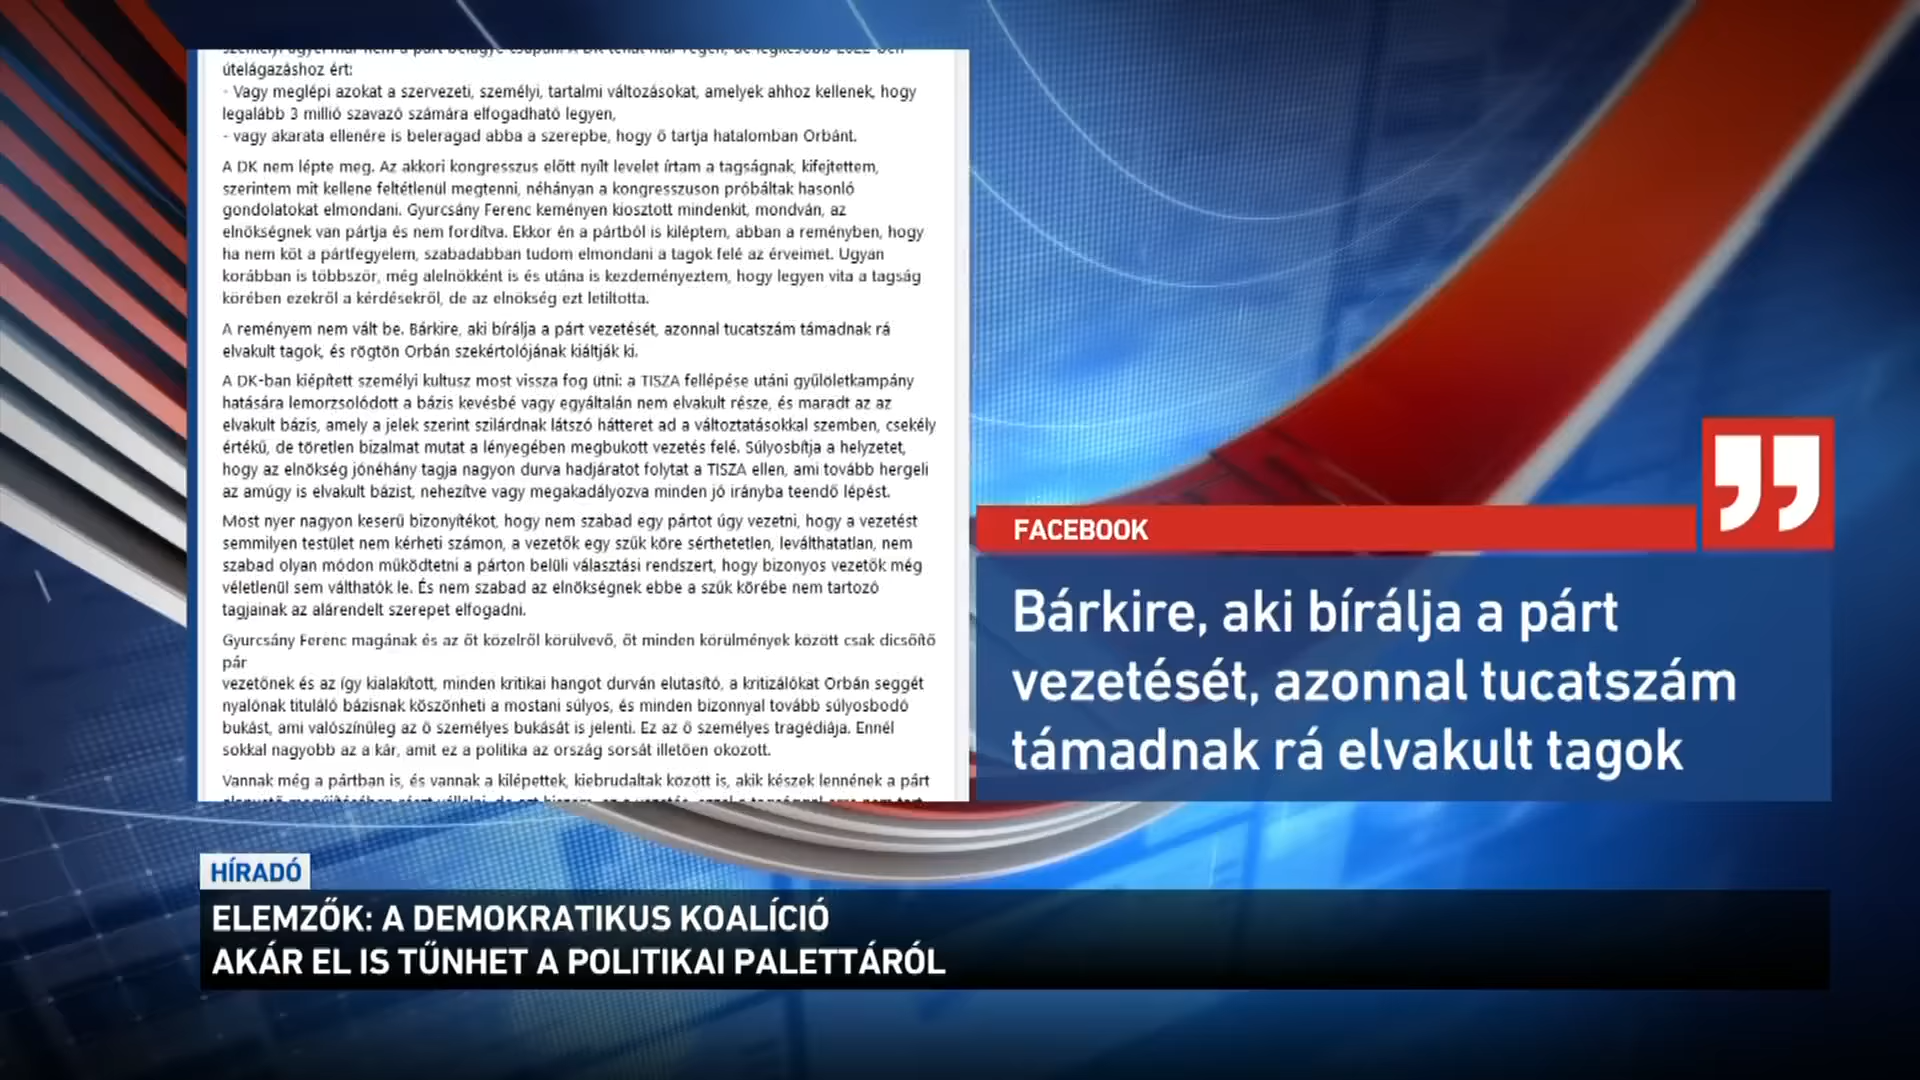 útelágazáshoz ért:
- Vagy meglépi azokat a szervezeti, személyi, tartalmi változásokat, amelyek ahhoz kellenek, hogy
legalább 3 millió szavazó számára elfogadható legyen,
- vagy akarata ellenére is beleragad abba a szerepbe, hogy ő tartja hatalomban Orbánt.
A DK nem lépte meg. Az akkori kongresszus előtt nyílt levelet írtam a tagságnak, kifejtettem,
szerintem mit kellene feltétlenül megtenni, néhányan a kongresszuson próbáltak hasonló
gondolatokat elmondani. Gyurcsány Ferenc keményen kiosztott mindenkit, mondván, az
elnökségnek van pártja és nem fordítva. Ekkor én a pártból is kiléptem, abban a reményben, hogy
ha nem köt a pártfegyelem, szabadabban tudom elmondani a tagok felé az érveimet. Ugyan
korábban is többször, még alelnökként is és utána is kezdeményeztem, hogy legyen vita a tagság
körében ezekről a kérdésekről, de az elnökség ezt letiltotta.
A reményem nem vált be. Bárkire, aki bírálja a párt vezetését, azonnal tucatszám támadnak rá
elvakult tagok, és rögtön Orbán szekértolójának kiáltják ki.
A DK-ban kiépített személyi kultusz most vissza fog ütni: a TISZA fellépése utáni gyűlöletkampány
hatására lemorzsolódott a bázis kevésbé vagy egyáltalán nem elvakult része, és maradt az az
elvakult bázis, amely a jelek szerint szilárdnak látszó hátteret ad a változtatásokkal szemben, csekély
értékű, de töretlen bizalmat mutat a lényegében megbukott vezetés felé. Súlyosbítja a helyzetet,
hogy az elnökség jónéhány tagja nagyon durva hadjáratot folytat a TISZA ellen, ami tovább hergeli
az amúgy is elvakult bázist, nehezítve vagy megakadályozva minden jó irányba teendő lépést.
Most nyer nagyon keserű bizonyítékot, hogy nem szabad egy pártot úgy vezetni, hogy a vezetést
semmilyen testület nem kérheti számon, a vezetők egy szűk köre sérthetetlen, leválthatatlan, nem
szabad olyan módon működtetni a párton belüli választási rendszert, hogy bizonyos vezetők még
véletlenül sem válthatók le. És nem szabad az elnökségnek ebbe a szűk körébe nem tartozó
tagjainak az alárendelt szerepet elfogadni.
Gyurcsány Ferenc magának és az őt közelről körülvevő, őt minden körülmények között csak dicsőítő
pár
vezetőnek és az így kialakított, minden kritikai hangot durván elutasító, a kritizálókat Orbán seggét
nyalónak tituláló bázisnak köszönheti a mostani súlyos, és minden bizonnyal tovább súlyosbodó
bukást, ami valószínűleg az ő személyes bukását is jelenti. Ez az ő személyes tragédiája. Ennél
sokkal nagyobb az a kár, amit ez a politika az ország sorsát illetően okozott.
Vannak még a pártban is, és vannak a kilépettek, kiebrudaltak között is, akik készek lennének a párt
FACEBOOK
Bárkire, aki bírálja a párt
vezetését, azonnal tucatszám
támadnak rá elvakult tagok
HÍRADÓ
ELEMZŐK: A DEMOKRATIKUS KOALÍCIÓ
AKÁR EL IS TŰNHET A POLITIKAI PALETTÁRÓL